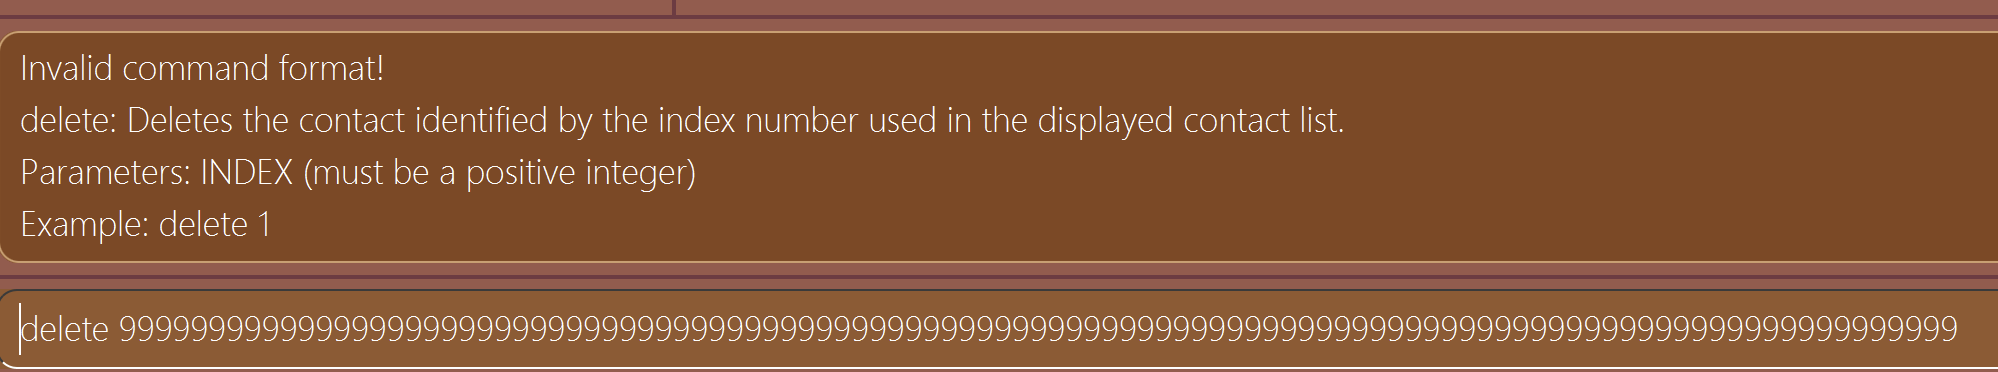 Invalid command format!
delete: Deletes the contact identified by the index number used in the displayed contact list.
Parameters: INDEX (must be a positive integer)
Example: delete 1
delete 9999999999999999999999999999999999999999999999999999999999999999999999999999999999999999999999999999999